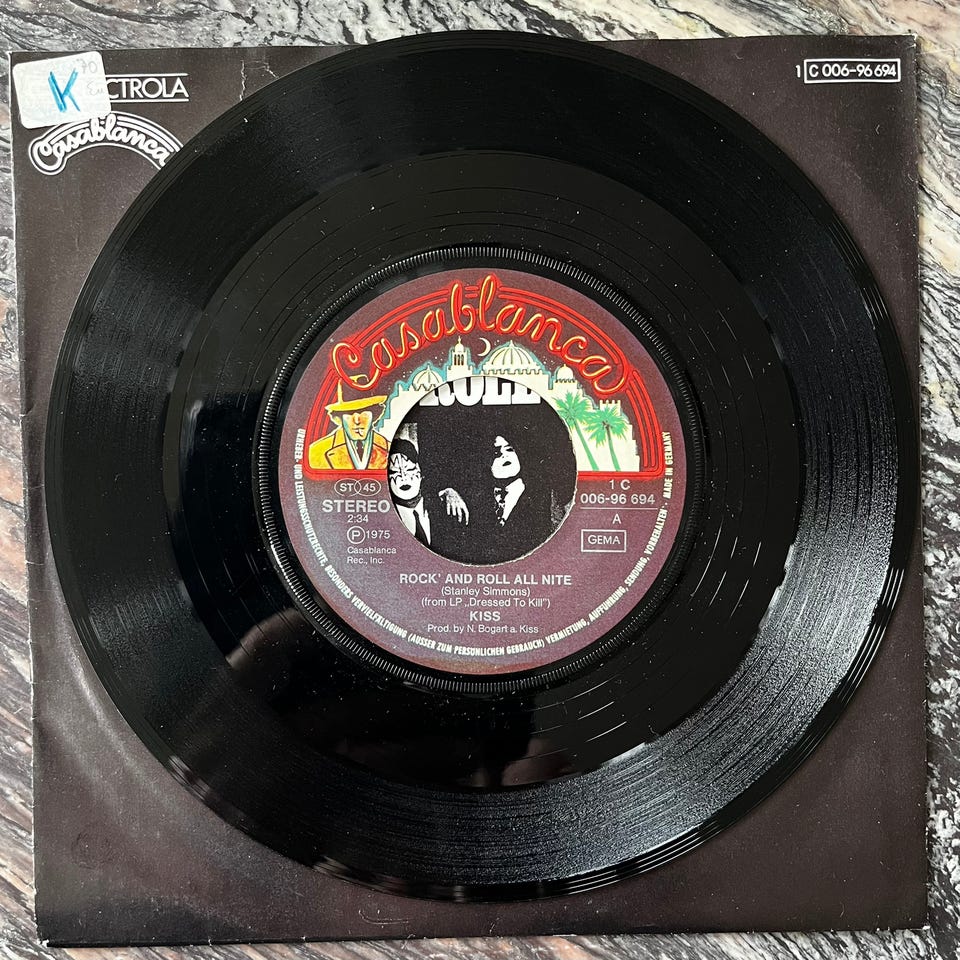 K
70
CTROLA
Casablanca
1 C 006-96 694
Casablanca
ROLL
ST 45
STEREO
2:34
Ⓟ 1975
Casablanca
Rec., Inc.
1 C
006-96 694
A
GEMA
ROCK' AND ROLL ALL NITE
(Stanley Simmons)
(from LP „Dressed To Kill")
KISS
Prod. by N. Bogart a. Kiss
URHEBER- UND LEISTUNGSSCHUTZRECHTE, BESONDERS VERVIELFÄLTIGUNG (AUSSER ZUM PERSÖNLICHEN GEBRAUCH) VERMIETUNG, AUFFÜHRUNG, SENDUNG, VORBEHALTEN · MADE IN GERMANY